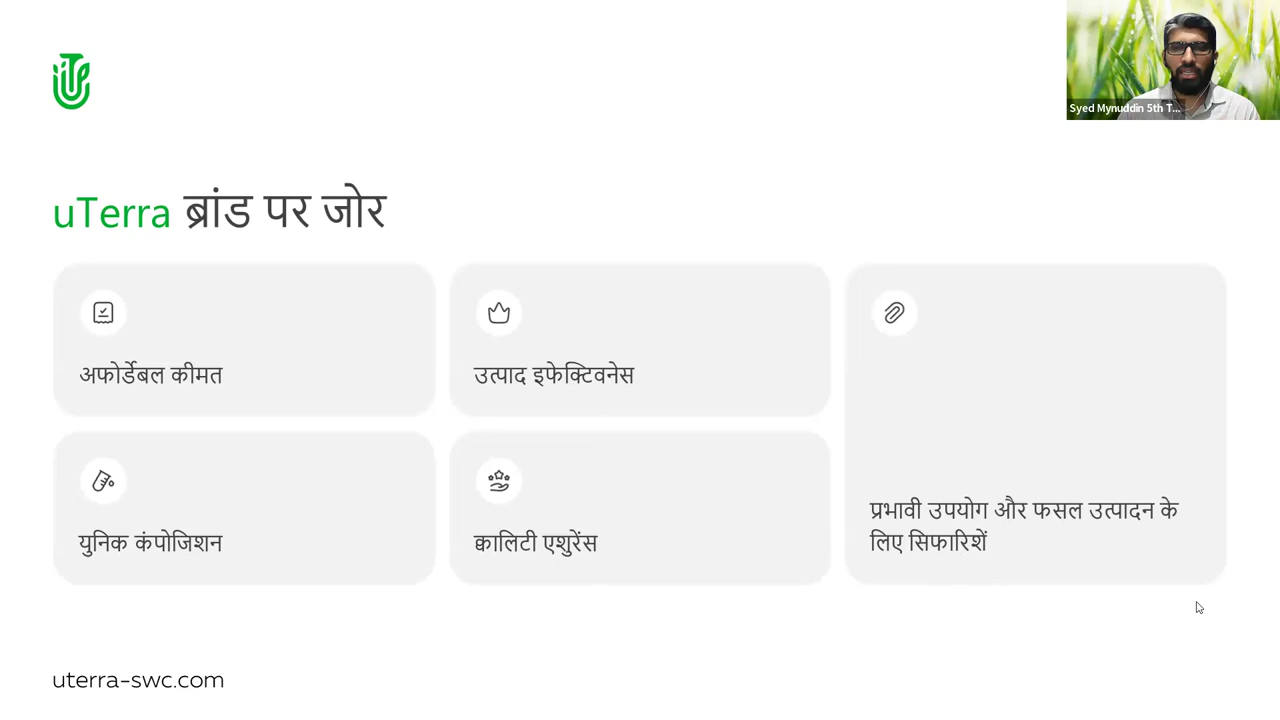 Syed Mynuddin 5th T...
uTerra ब्रांड पर जोर
अफोर्डेबल कीमत
उत्पाद इफेक्टिवनेस
युनिक कंपोजिशन
क्वालिटी एशुरेंस
प्रभावी उपयोग और फसल उत्पादन के
लिए सिफारिशें
uterra-swc.com